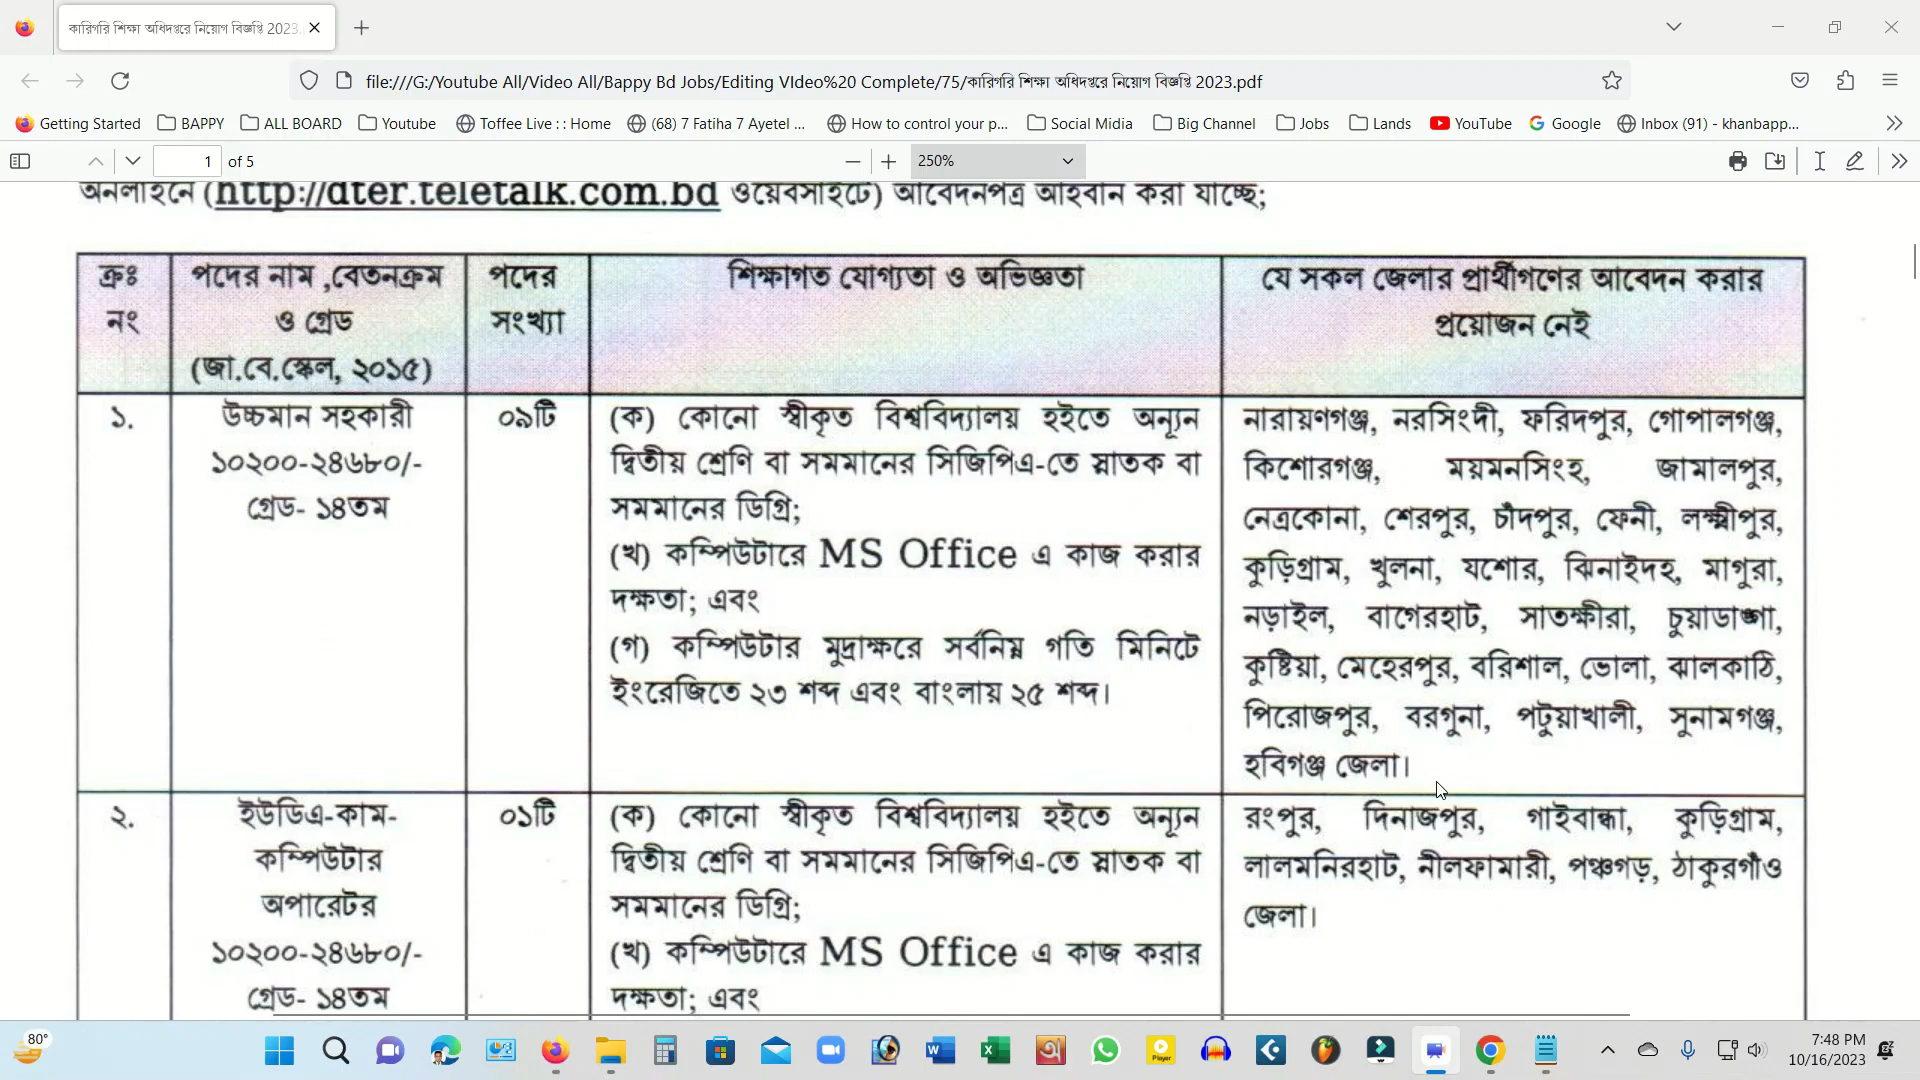 কারিগরি শিক্ষা অধিদপ্তরে নিয়োগ বিজ্ঞপ্তি 2023.
file:///G:/Youtube All/Video All/Bappy Bd Jobs/Editing VIdeo%20 Complete/75/কারিগরি শিক্ষা অধিদপ্তরে নিয়োগ বিজ্ঞপ্তি 2023.pdf
Getting Started BAPPY ALL BOARD Youtube Toffee Live : : Home (68) 7 Fatiha 7 Ayetel ... How to control your p... Social Midia Big Channel Jobs Lands YouTube Google Inbox (91) - khanbapp...
1 of 5 250%
অনলাইনে (http://dter.teletalk.com.bd ওয়েবসাইটে) আবেদনপত্র আহবান করা যাচ্ছে;
ক্রঃ নং
পদের নাম ,বেতনক্রম
ও গ্রেড
(জা.বে.স্কেল, ২০১৫)
পদের
সংখ্যা
শিক্ষাগত যোগ্যতা ও অভিজ্ঞতা
যে সকল জেলার প্রার্থীগণের আবেদন করার
প্রয়োজন নেই
১.
উচ্চমান সহকারী
১০২০০-২৪৬৮০/-
গ্রেড- ১৪তম
০৯টি
(ক) কোনো স্বীকৃত বিশ্ববিদ্যালয় হইতে অন্যূন
দ্বিতীয় শ্রেণি বা সমমানের সিজিপিএ-তে স্নাতক বা
সমমানের ডিগ্রি;
(খ) কম্পিউটারে MS Office এ কাজ করার
দক্ষতা; এবং
(গ) কম্পিউটার মুদ্রাক্ষরে সর্বনিম্ন গতি মিনিটে
ইংরেজিতে ২৩ শব্দ এবং বাংলায় ২৫ শব্দ।
নারায়ণগঞ্জ, নরসিংদী, ফরিদপুর, গোপালগঞ্জ,
কিশোরগঞ্জ, ময়মনসিংহ, জামালপুর,
নেত্রকোনা, শেরপুর, চাঁদপুর, ফেনী, লক্ষ্মীপুর,
কুড়িগ্রাম, খুলনা, যশোর, ঝিনাইদহ, মাগুরা,
নড়াইল, বাগেরহাট, সাতক্ষীরা, চুয়াডাঙ্গা,
কুষ্টিয়া, মেহেরপুর, বরিশাল, ভোলা, ঝালকাঠি,
পিরোজপুর, বরগুনা, পটুয়াখালী, সুনামগঞ্জ,
হবিগঞ্জ জেলা।
২.
ইউডিএ-কাম-
কম্পিউটার
অপারেটর
১০২০০-২৪৬৮০/-
গ্রেড- ১৪তম
০১টি
(ক) কোনো স্বীকৃত বিশ্ববিদ্যালয় হইতে অন্যূন
দ্বিতীয় শ্রেণি বা সমমানের সিজিপিএ-তে স্নাতক বা
সমমানের ডিগ্রি;
(খ) কম্পিউটারে MS Office এ কাজ করার
দক্ষতা; এবং
রংপুর, দিনাজপুর, গাইবান্ধা, কুড়িগ্রাম,
লালমনিরহাট, নীলফামারী, পঞ্চগড়, ঠাকুরগাঁও
জেলা।
80°
Player
অ
7:48 PM
10/16/2023